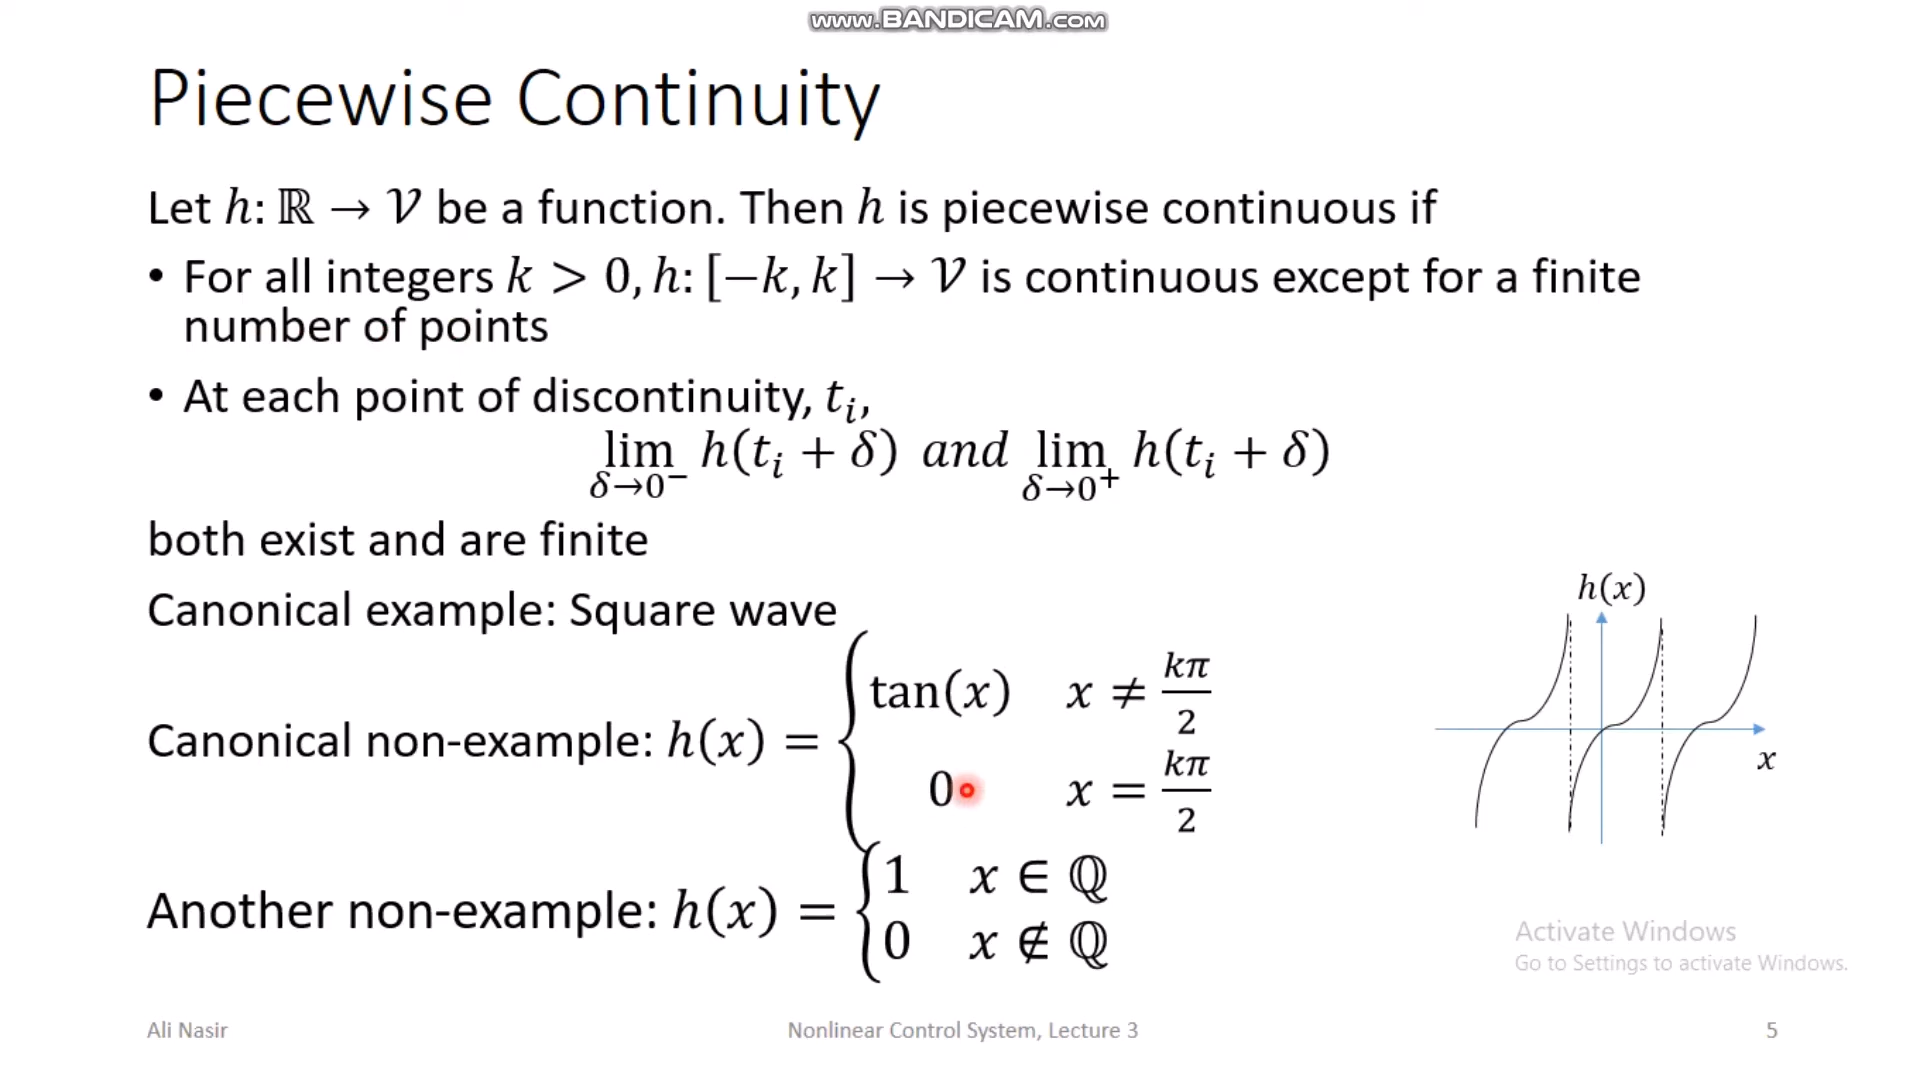 www.BANDICAM.com
Piecewise Continuity
Let h: ℝ → 𝒱 be a function. Then h is piecewise continuous if
• For all integers k > 0, h: [−k, k] → 𝒱 is continuous except for a finite
number of points
• At each point of discontinuity, tᵢ,
lim δ→0⁻ h(tᵢ + δ) and lim δ→0⁺ h(tᵢ + δ)
both exist and are finite
Canonical example: Square wave
Canonical non-example: h(x) = { tan(x) x ≠ kπ/2
0 x = kπ/2
Another non-example: h(x) = { 1 x ∈ ℚ
0 x ∉ ℚ
h(x)
x
Activate Windows
Go to Settings to activate Windows.
Ali Nasir
Nonlinear Control System, Lecture 3
5